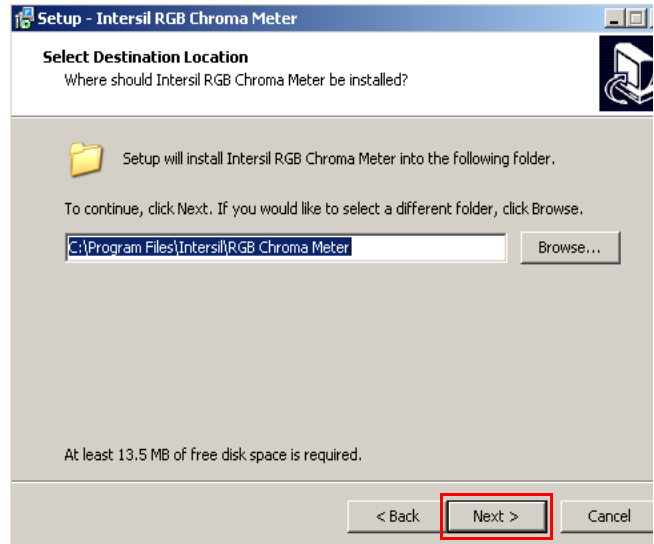 Setup - Intersil RGB Chroma Meter
Select Destination Location
Where should Intersil RGB Chroma Meter be installed?
Setup will install Intersil RGB Chroma Meter into the following folder.
To continue, click Next. If you would like to select a different folder, click Browse.
C:\Program Files\Intersil\RGB Chroma Meter
Browse...
At least 13.5 MB of free disk space is required.
< Back Next > Cancel